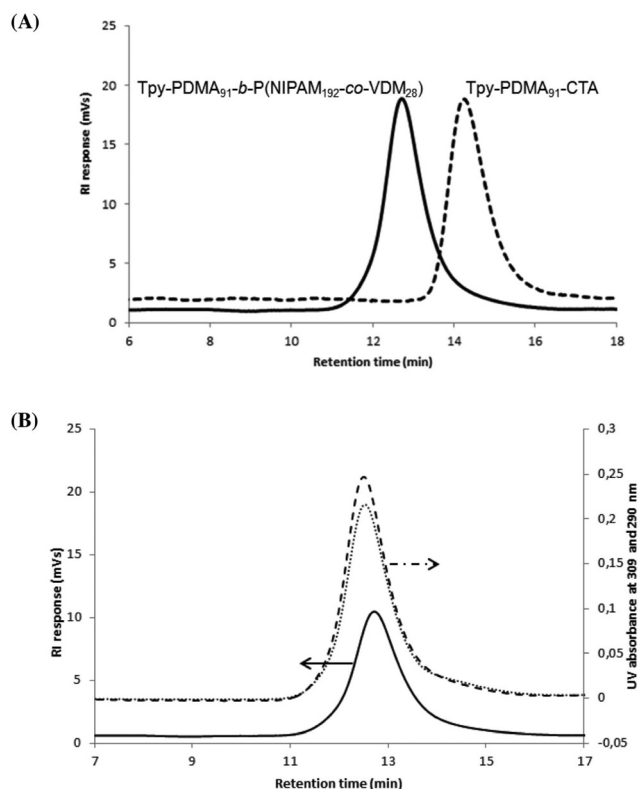 (A)
25
20
15
10
5
0
RI response (mVs)
Tpy-PDMA₉₁-b-P(NIPAM₁₉₂-co-VDM₂₈)
Tpy-PDMA₉₁-CTA
6 8 10 12 14 16 18
Retention time (min)
(B)
25
20
15
10
5
0
RI response (mVs)
0,3
0,25
0,2
0,15
0,1
0,05
0
-0,05
UV absorbance at 309 and 290 nm
7 9 11 13 15 17
Retention time (min)